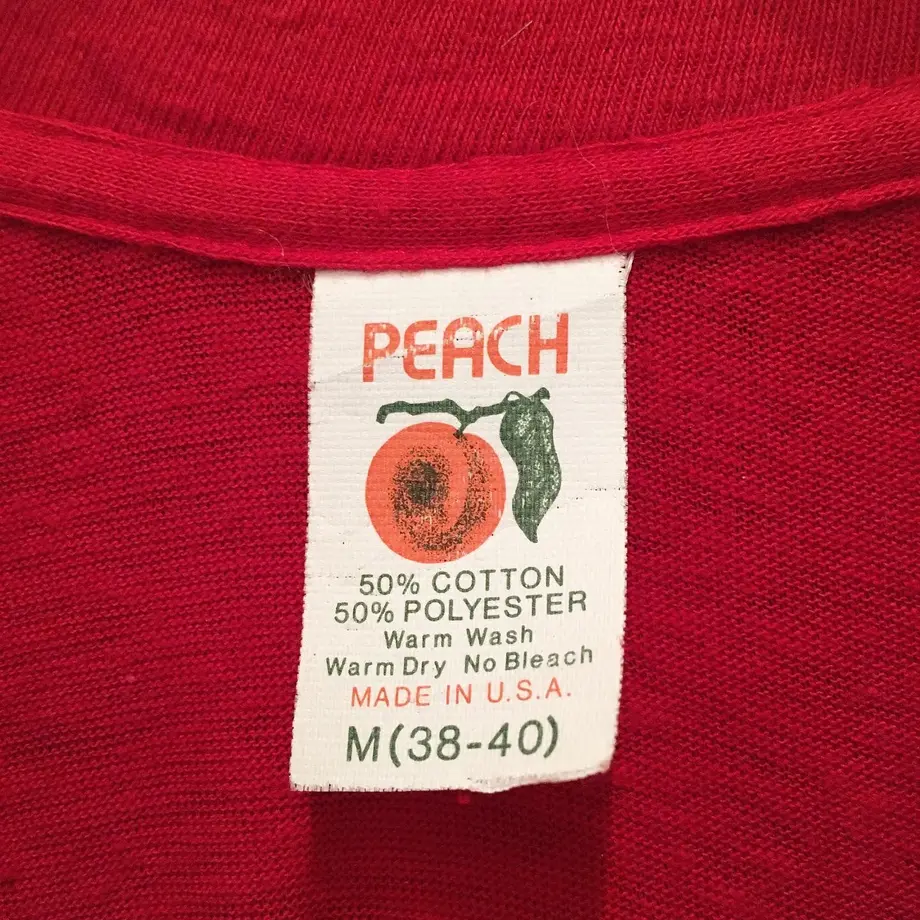 PEACH
50% COTTON
50% POLYESTER
Warm Wash
Warm Dry No Bleach
MADE IN U.S.A.
M(38-40)